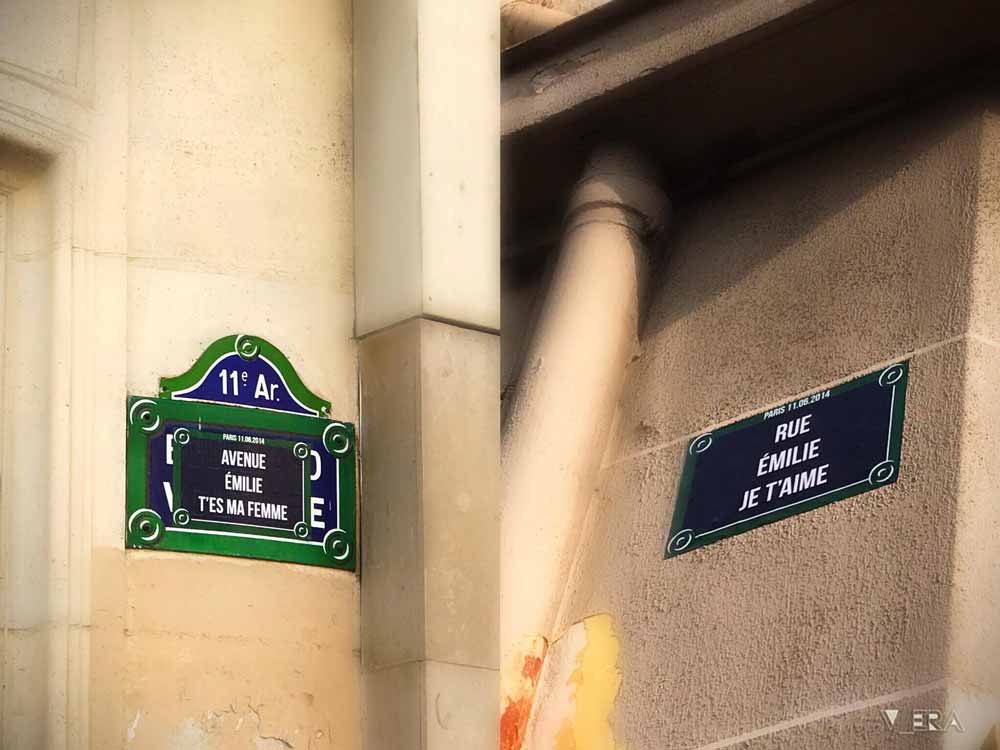 11e Ar.
PARIS 11.06.2014
AVENUE
ÉMILIE
T'ES MA FEMME
PARIS 11.06.2014
RUE
ÉMILIE
JE T'AIME
V_ERA